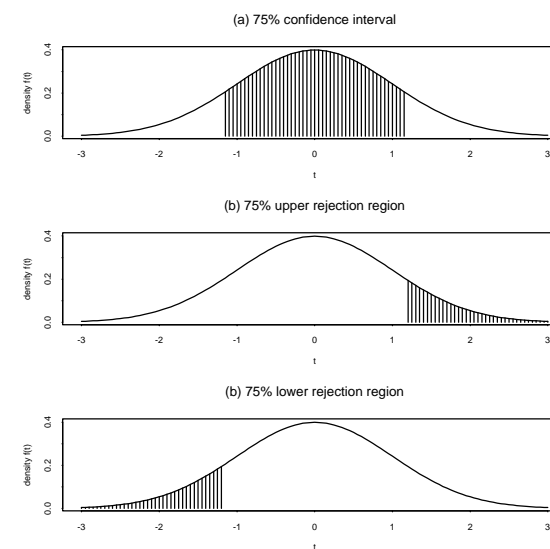 (a) 75% confidence interval
density f(t)
0.4
0.2
0.0
-3 -2 -1 0 1 2 3
t
(b) 75% upper rejection region
density f(t)
0.4
0.2
0.0
-3 -2 -1 0 1 2 3
t
(b) 75% lower rejection region
density f(t)
0.4
0.2
0.0
-3 -2 -1 0 1 2 3
t